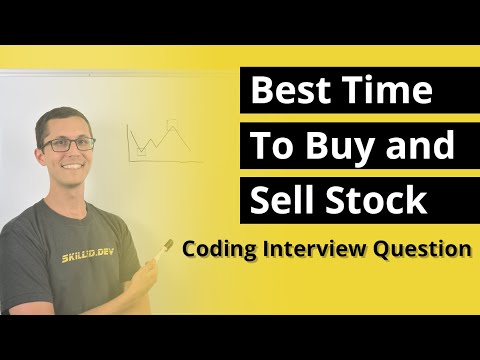 Best Time
To Buy and
Sell Stock
Coding Interview Question
SKILLED.DEV